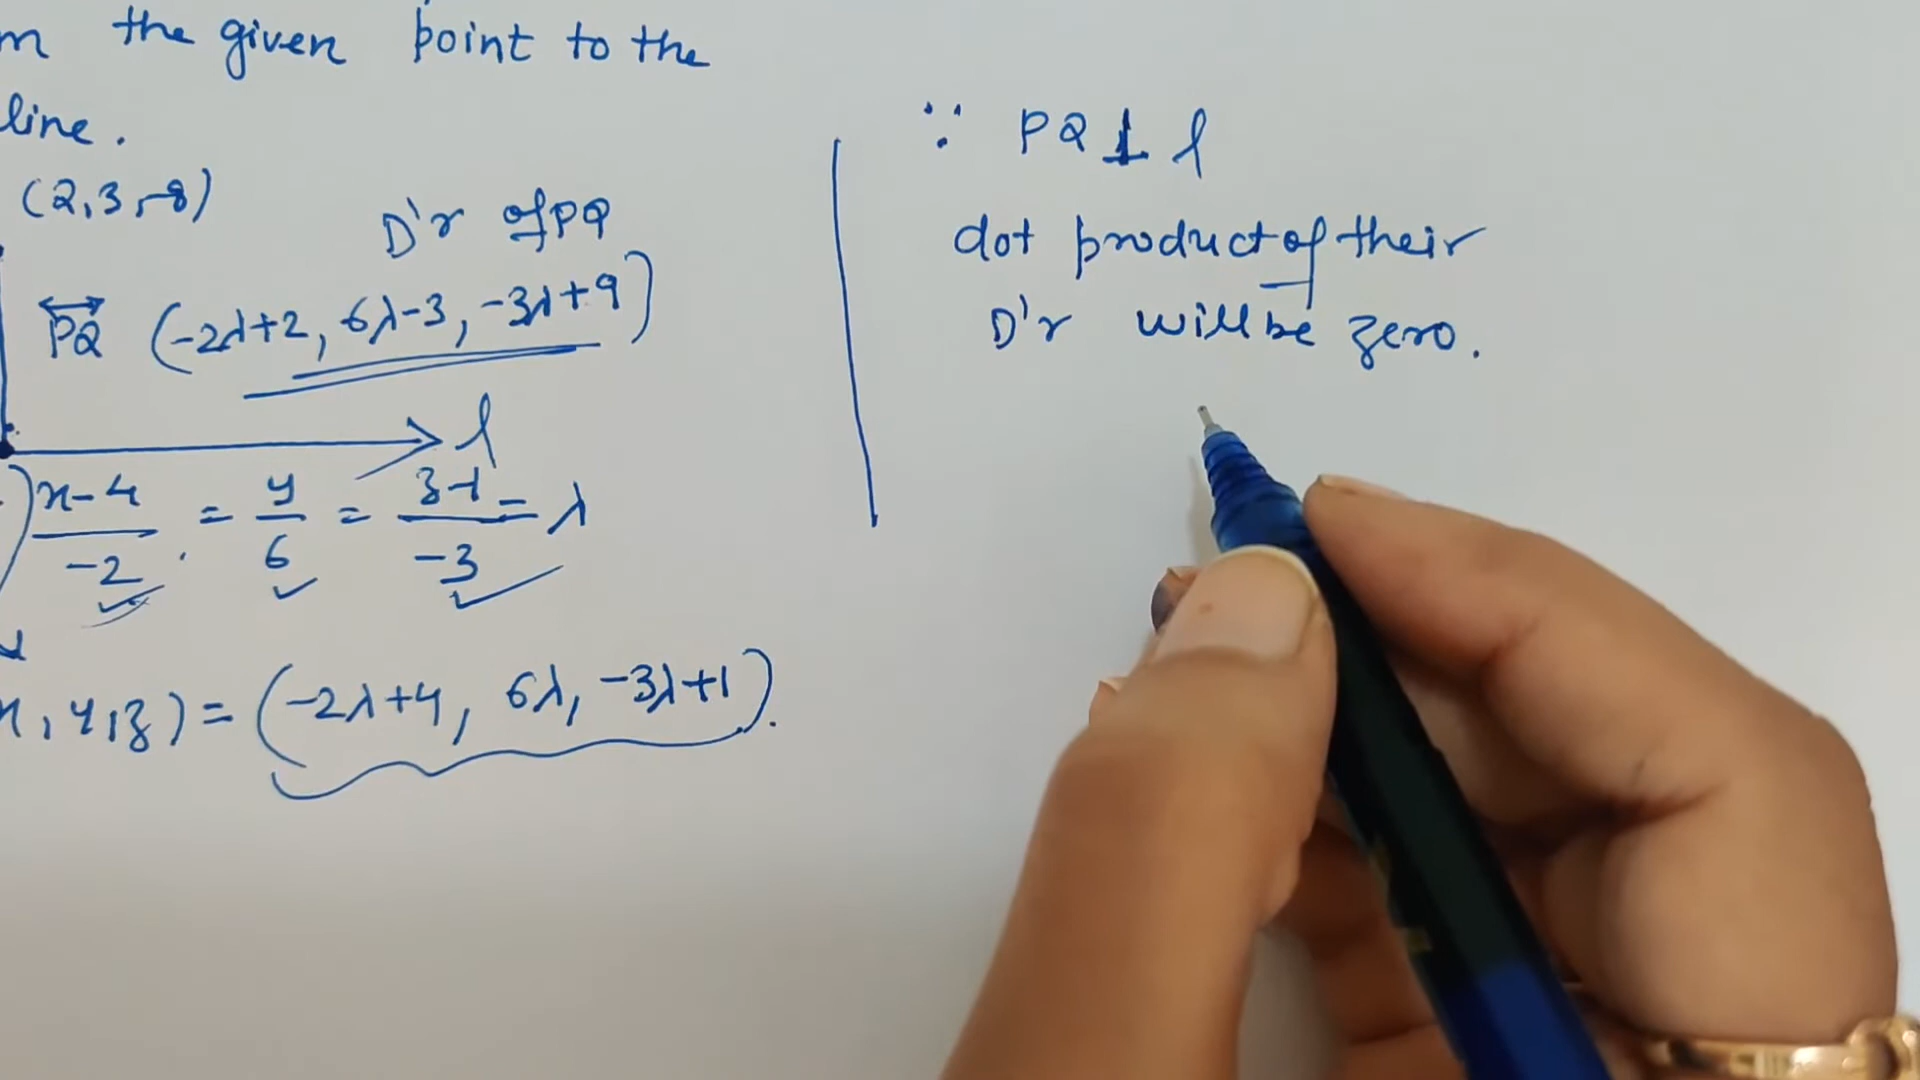 m the given point to the
line.
(2,3,-8)
D'r of PQ
PQ (-2λ+2, 6λ-3, -3λ+9)
l
x-4/-2 = y/6 = z-1/-3 = λ
x, y, z) = (-2λ+4, 6λ, -3λ+1).
∵ PQ ⊥ l
dot product of their
D'r will be zero.